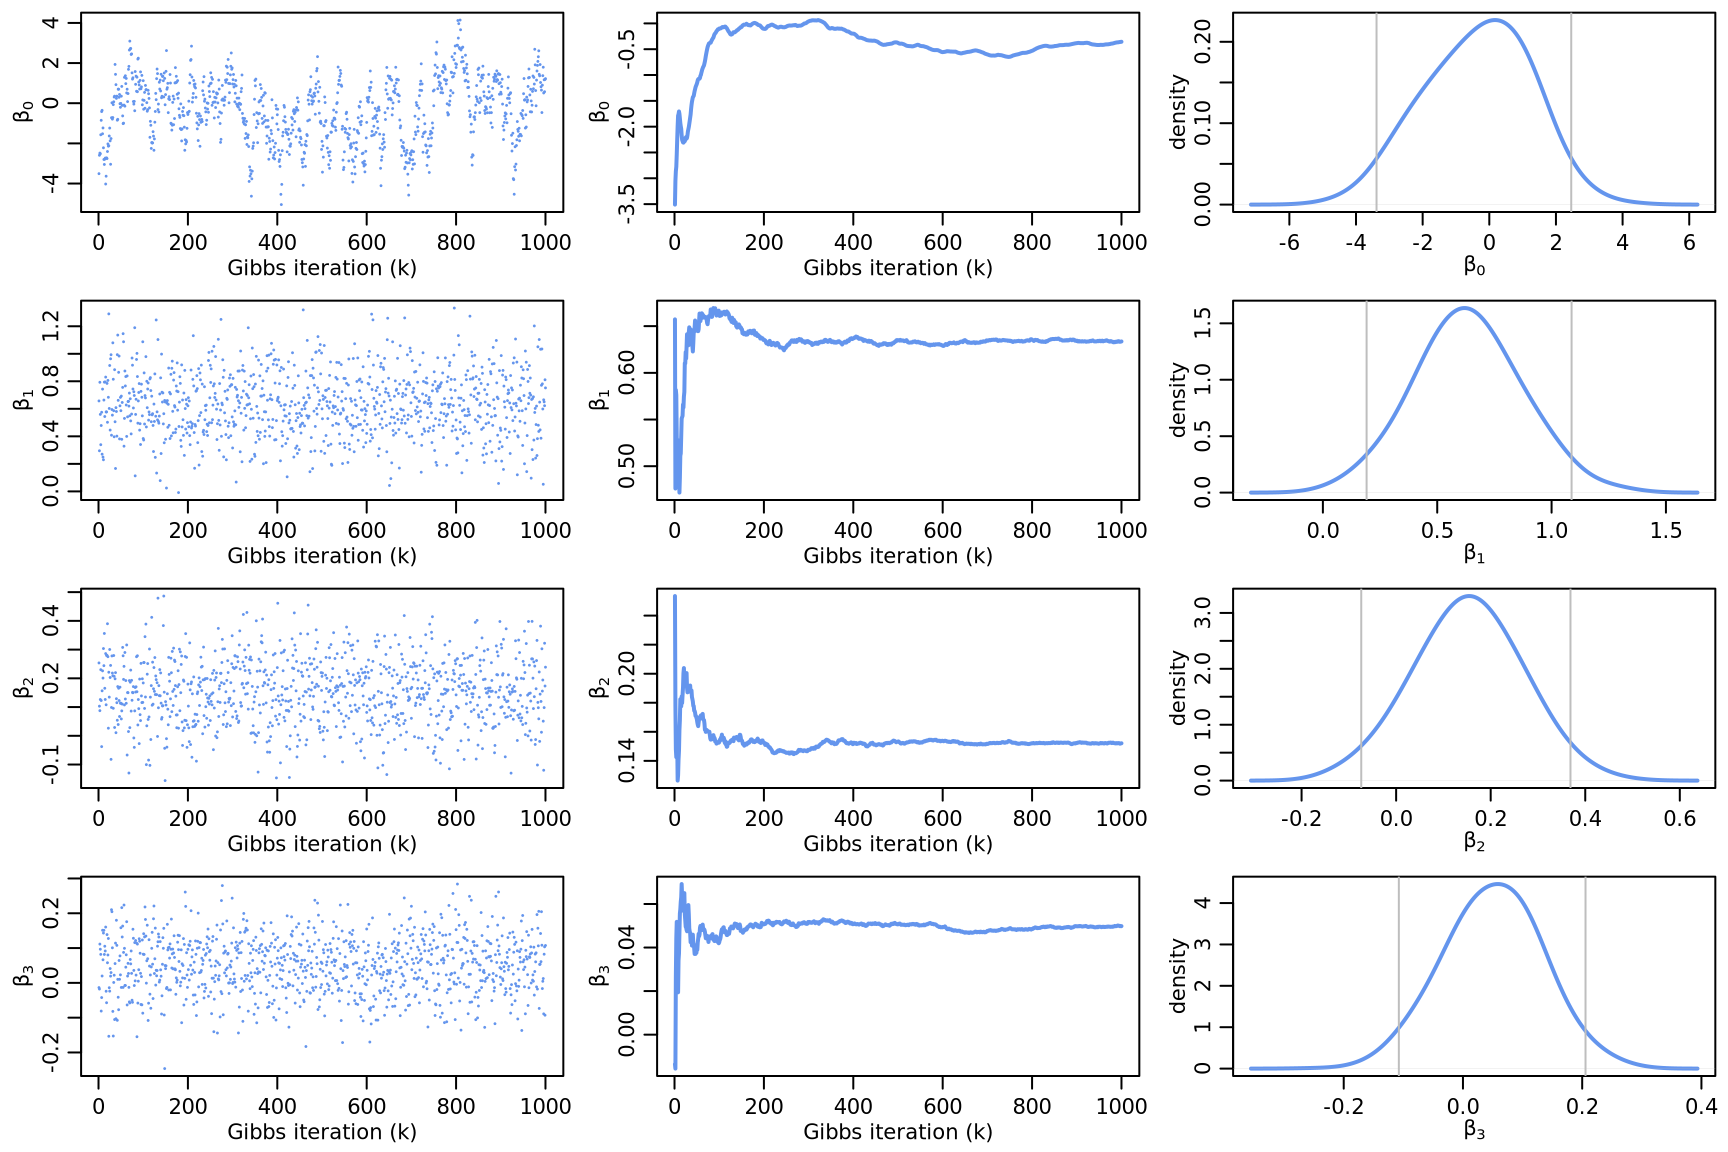 β0
4
2
0
-4
0 200 400 600 800 1000
Gibbs iteration (k)
β0
-0.5
-2.0
-3.5
0 200 400 600 800 1000
Gibbs iteration (k)
density
0.20
0.10
0.00
-6 -4 -2 0 2 4 6
β0
β1
1.2
0.8
0.4
0.0
0 200 400 600 800 1000
Gibbs iteration (k)
β1
0.60
0.50
0 200 400 600 800 1000
Gibbs iteration (k)
density
1.5
1.0
0.5
0.0
0.0 0.5 1.0 1.5
β1
β2
0.4
0.2
-0.1
0 200 400 600 800 1000
Gibbs iteration (k)
β2
0.20
0.14
0 200 400 600 800 1000
Gibbs iteration (k)
density
3.0
2.0
1.0
0.0
-0.2 0.0 0.2 0.4 0.6
β2
β3
0.2
0.0
-0.2
0 200 400 600 800 1000
Gibbs iteration (k)
β3
0.04
0.00
0 200 400 600 800 1000
Gibbs iteration (k)
density
4
3
2
1
0
-0.2 0.0 0.2 0.4
β3